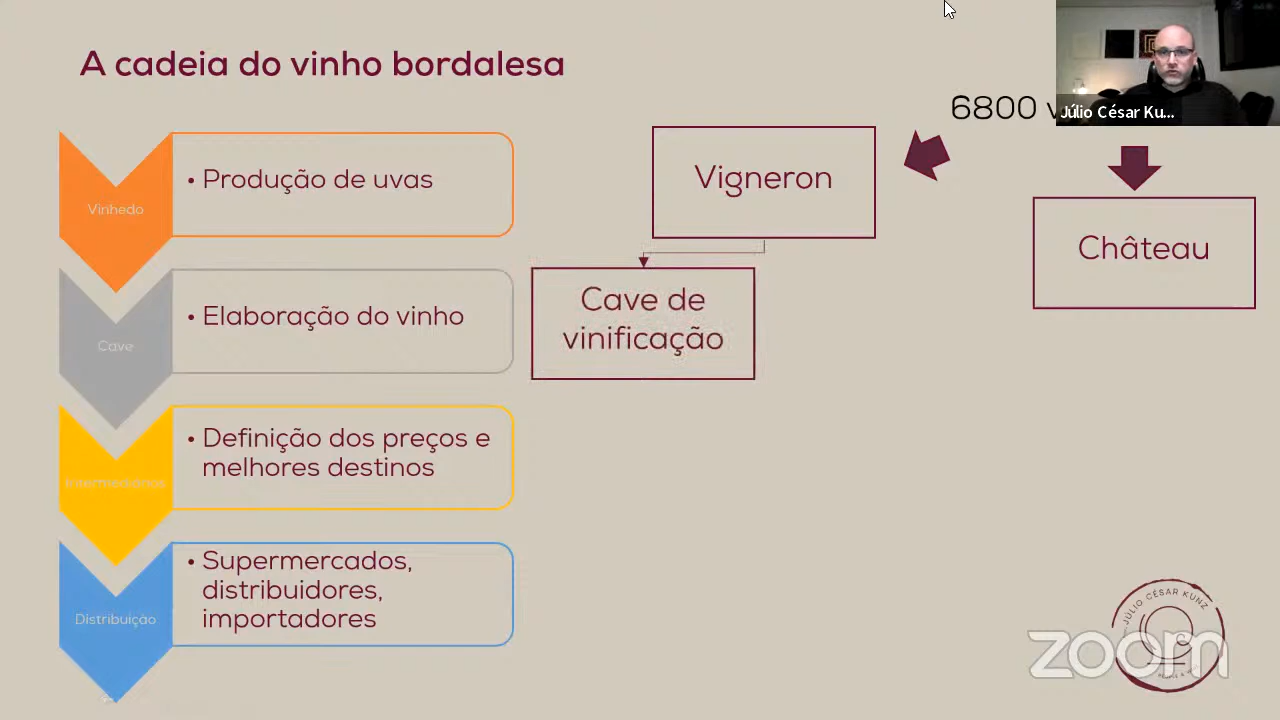 A cadeia do vinho bordalesa
6800
Júlio César Ku...
Vinhedo
• Produção de uvas
Vigneron
Château
Cave
• Elaboração do vinho
Cave de
vinificação
Intermediários
• Definição dos preços e
melhores destinos
Distribuição
• Supermercados,
distribuidores,
importadores
JÚLIO CÉSAR KUNZ
zoom